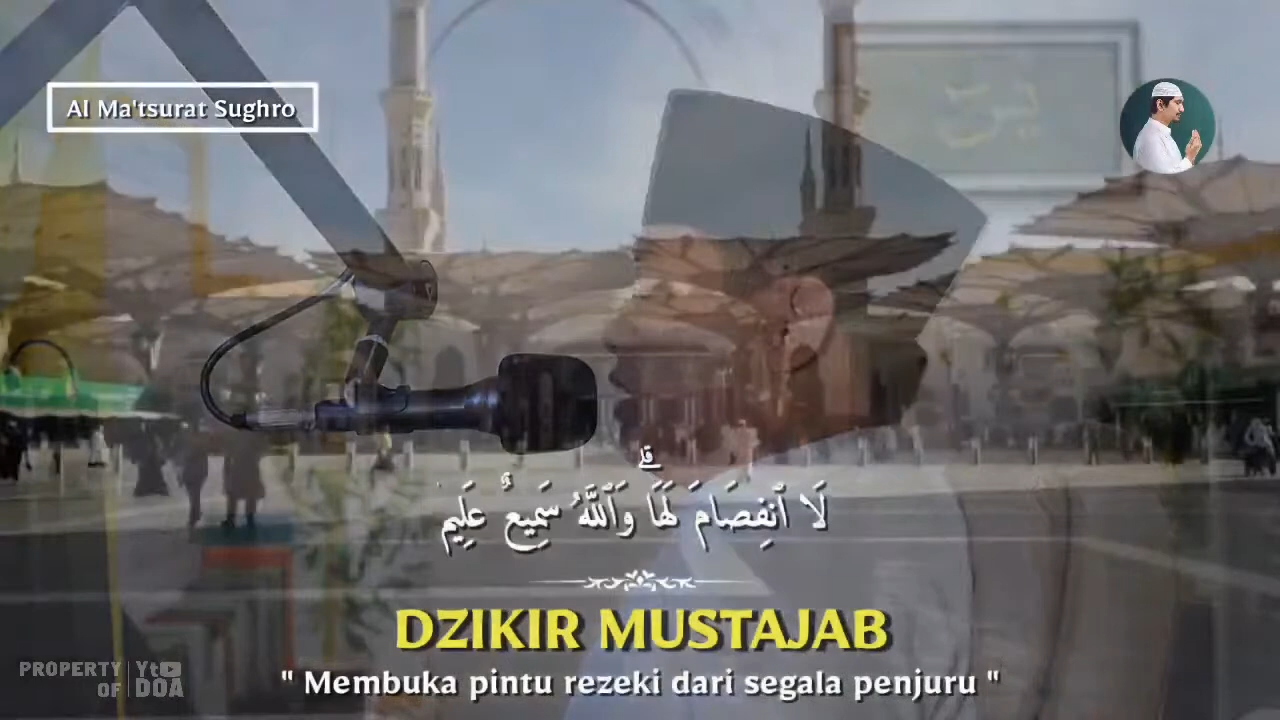 Al Ma'tsurat Sughro
لَا ٱنفِصَامَ لَهَا ۗ وَٱللَّهُ سَمِيعٌ عَلِيمٌ
DZIKIR MUSTAJAB
" Membuka pintu rezeki dari segala penjuru "
PROPERTY OF
Yt DOA